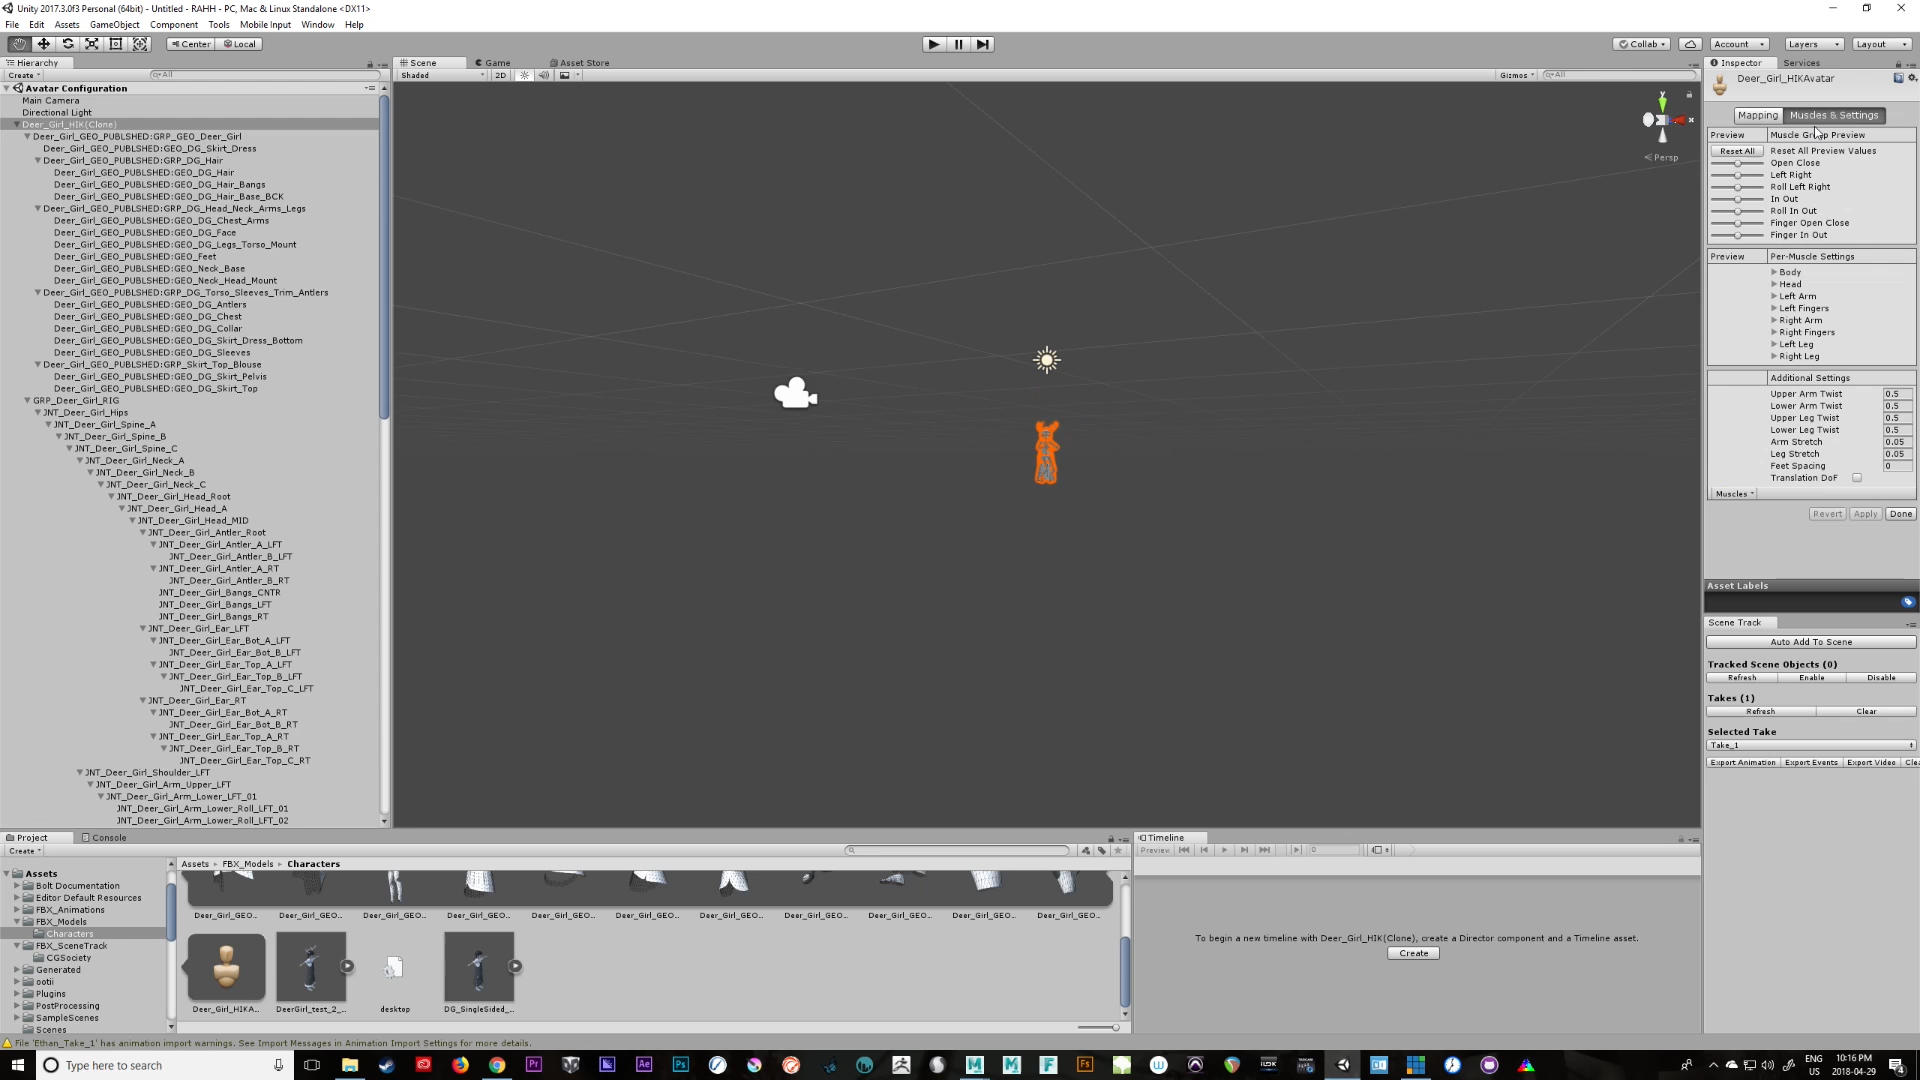 Unity 2017.3.0f3 Personal (64bit) - Untitled - RAHH - PC, Mac & Linux Standalone <DX11>
File Edit Assets GameObject Component Tools Mobile Input Window Help
Center Local Collab Account Layers Layout
Hierarchy
Create All
Avatar Configuration
Main Camera
Directional Light
Deer_Girl_HIK(Clone)
Deer_Girl_GEO_PUBLSHED:GRP_GEO_Deer_Girl
Deer_Girl_GEO_PUBLSHED:GEO_DG_Skirt_Dress
Deer_Girl_GEO_PUBLSHED:GRP_DG_Hair
Deer_Girl_GEO_PUBLSHED:GEO_DG_Hair
Deer_Girl_GEO_PUBLSHED:GEO_DG_Hair_Bangs
Deer_Girl_GEO_PUBLSHED:GEO_DG_Hair_Base_BCK
Deer_Girl_GEO_PUBLSHED:GRP_DG_Head_Neck_Arms_Legs
Deer_Girl_GEO_PUBLSHED:GEO_DG_Chest_Arms
Deer_Girl_GEO_PUBLSHED:GEO_DG_Face
Deer_Girl_GEO_PUBLSHED:GEO_DG_Legs_Torso_Mount
Deer_Girl_GEO_PUBLSHED:GEO_Feet
Deer_Girl_GEO_PUBLSHED:GEO_Neck_Base
Deer_Girl_GEO_PUBLSHED:GEO_Neck_Head_Mount
Deer_Girl_GEO_PUBLSHED:GRP_DG_Torso_Sleeves_Trim_Antlers
Deer_Girl_GEO_PUBLSHED:GEO_DG_Antlers
Deer_Girl_GEO_PUBLSHED:GEO_DG_Chest
Deer_Girl_GEO_PUBLSHED:GEO_DG_Collar
Deer_Girl_GEO_PUBLSHED:GEO_DG_Skirt_Dress_Bottom
Deer_Girl_GEO_PUBLSHED:GEO_DG_Sleeves
Deer_Girl_GEO_PUBLSHED:GRP_Skirt_Top_Blouse
Deer_Girl_GEO_PUBLSHED:GEO_DG_Skirt_Pelvis
Deer_Girl_GEO_PUBLSHED:GEO_DG_Skirt_Top
GRP_Deer_Girl_RIG
JNT_Deer_Girl_Hips
JNT_Deer_Girl_Spine_A
JNT_Deer_Girl_Spine_B
JNT_Deer_Girl_Spine_C
JNT_Deer_Girl_Neck_A
JNT_Deer_Girl_Neck_B
JNT_Deer_Girl_Neck_C
JNT_Deer_Girl_Head_Root
JNT_Deer_Girl_Head_A
JNT_Deer_Girl_Head_MID
JNT_Deer_Girl_Antler_Root
JNT_Deer_Girl_Antler_A_LFT
JNT_Deer_Girl_Antler_B_LFT
JNT_Deer_Girl_Antler_A_RT
JNT_Deer_Girl_Antler_B_RT
JNT_Deer_Girl_Bangs_CNTR
JNT_Deer_Girl_Bangs_LFT
JNT_Deer_Girl_Bangs_RT
JNT_Deer_Girl_Ear_LFT
JNT_Deer_Girl_Ear_Bot_A_LFT
JNT_Deer_Girl_Ear_Bot_B_LFT
JNT_Deer_Girl_Ear_Top_A_LFT
JNT_Deer_Girl_Ear_Top_B_LFT
JNT_Deer_Girl_Ear_Top_C_LFT
JNT_Deer_Girl_Ear_RT
JNT_Deer_Girl_Ear_Bot_A_RT
JNT_Deer_Girl_Ear_Bot_B_RT
JNT_Deer_Girl_Ear_Top_A_RT
JNT_Deer_Girl_Ear_Top_B_RT
JNT_Deer_Girl_Ear_Top_C_RT
JNT_Deer_Girl_Shoulder_LFT
JNT_Deer_Girl_Arm_Upper_LFT
JNT_Deer_Girl_Arm_Lower_LFT_01
JNT_Deer_Girl_Arm_Lower_Roll_LFT_01
JNT_Deer_Girl_Arm_Lower_Roll_LFT_02
Scene Game Asset Store
Shaded 2D Gizmos All
y
x
Persp
Inspector Services
Deer_Girl_HIKAvatar
Mapping Muscles & Settings
Preview Muscle Group Preview
Reset All Reset All Preview Values
Open Close
Left Right
Roll Left Right
In Out
Roll In Out
Finger Open Close
Finger In Out
Preview Per-Muscle Settings
Body
Head
Left Arm
Left Fingers
Right Arm
Right Fingers
Left Leg
Right Leg
Additional Settings
Upper Arm Twist 0.5
Lower Arm Twist 0.5
Upper Leg Twist 0.5
Lower Leg Twist 0.5
Arm Stretch 0.05
Leg Stretch 0.05
Feet Spacing 0
Translation DoF
Muscles
Revert Apply Done
Asset Labels
Scene Track
Auto Add To Scene
Tracked Scene Objects (0)
Refresh Enable Disable
Takes (1)
Refresh Clear
Selected Take
Take_1
Export Animation Export Events Export Video Clea
Project Console
Create
Assets
Bolt Documentation
Editor Default Resources
FBX_Animations
FBX_Models
Characters
FBX_SceneTrack
CGSociety
Generated
ootii
Plugins
PostProcessing
SampleScenes
Scenes
Assets FBX_Models Characters
Deer_Girl_GEO... Deer_Girl_GEO... Deer_Girl_GEO... Deer_Girl_GEO... Deer_Girl_GEO... Deer_Girl_GEO... Deer_Girl_GEO... Deer_Girl_GEO... Deer_Girl_GEO... Deer_Girl_GEO... Deer_Girl_GEO...
Deer_Girl_HIKA... DeerGirl_test_2_... desktop DG_SingleSided_...
Timeline
Preview 0
To begin a new timeline with Deer_Girl_HIK(Clone), create a Director component and a Timeline asset.
Create
File 'Ethan_Take_1' has animation import warnings. See Import Messages in Animation Import Settings for more details.
Type here to search
Pr Ae Ps M M F Fs
ENG 10:16 PM
US 2018-04-29
4